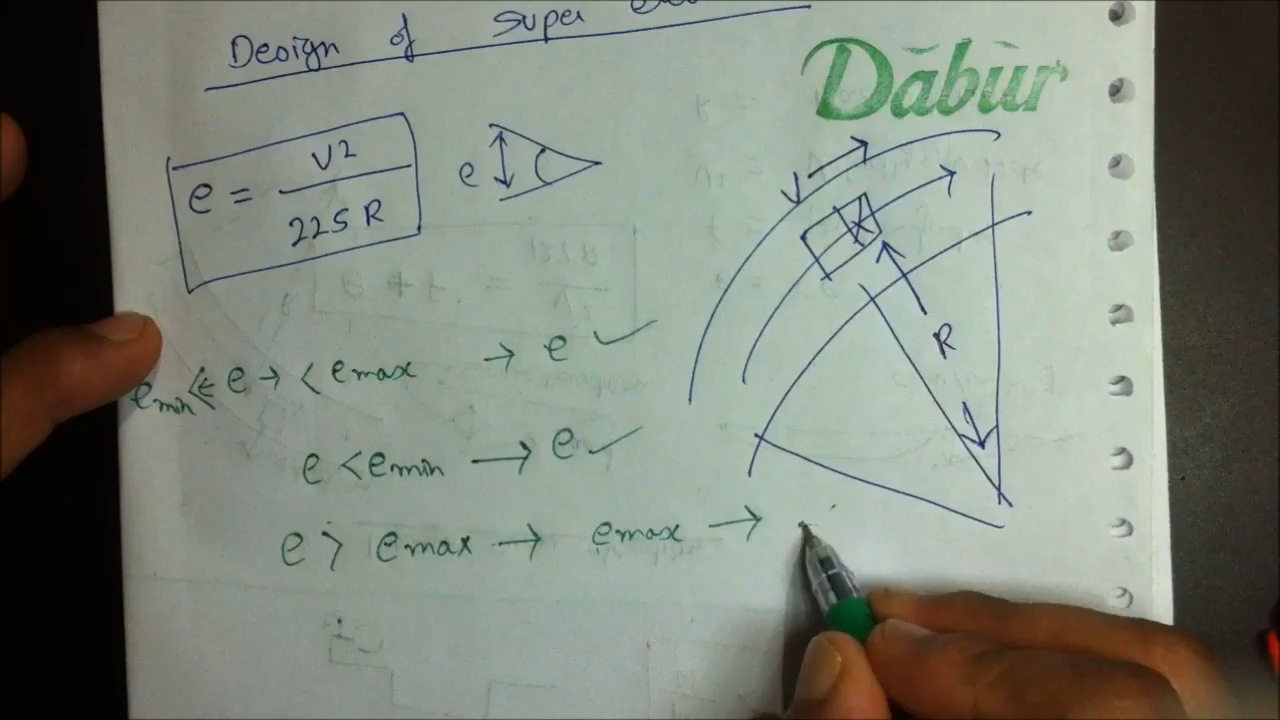 Design of Super
Dabur
e = V2
225 R
e
V
R
emin << e → < emax → e ✓
e < emin → e ✓
e > emax → emax →